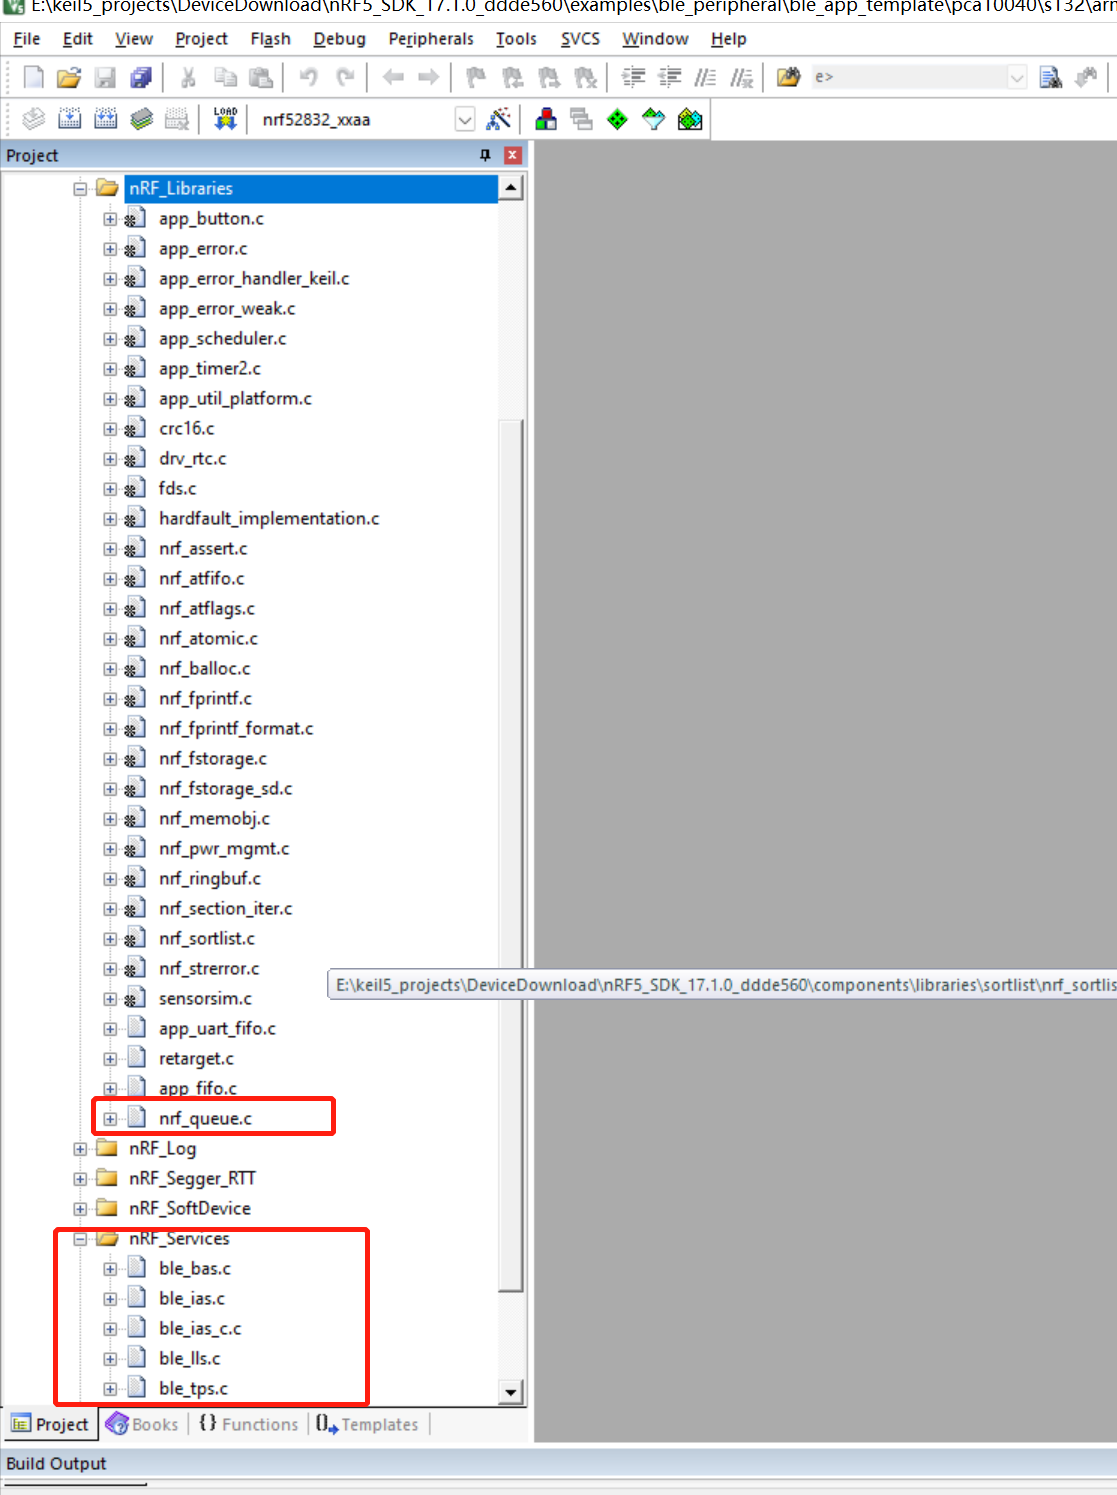 E:\keil5_projects\DeviceDownload\nRF5_SDK_17.1.0_ddde560\examples\ble_peripheral\ble_app_template\pca10040\s132\arm
File Edit View Project Flash Debug Peripherals Tools SVCS Window Help
e>
LOAD nrf52832_xxaa
Project
nRF_Libraries
app_button.c
app_error.c
app_error_handler_keil.c
app_error_weak.c
app_scheduler.c
app_timer2.c
app_util_platform.c
crc16.c
drv_rtc.c
fds.c
hardfault_implementation.c
nrf_assert.c
nrf_atfifo.c
nrf_atflags.c
nrf_atomic.c
nrf_balloc.c
nrf_fprintf.c
nrf_fprintf_format.c
nrf_fstorage.c
nrf_fstorage_sd.c
nrf_memobj.c
nrf_pwr_mgmt.c
nrf_ringbuf.c
nrf_section_iter.c
nrf_sortlist.c
nrf_strerror.c
E:\keil5_projects\DeviceDownload\nRF5_SDK_17.1.0_ddde560\components\libraries\sortlist\nrf_sortlis
sensorsim.c
app_uart_fifo.c
retarget.c
app_fifo.c
nrf_queue.c
nRF_Log
nRF_Segger_RTT
nRF_SoftDevice
nRF_Services
ble_bas.c
ble_ias.c
ble_ias_c.c
ble_lls.c
ble_tps.c
Project Books {} Functions Templates
Build Output